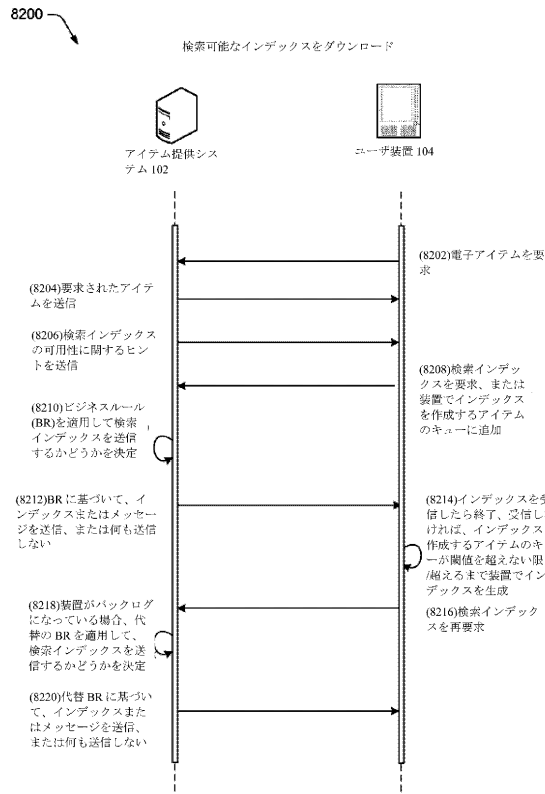 8200
検索可能なインデックスをダウンロード
アイテム提供シス
テム 102
ユーザ装置 104
(8202)電子アイテムを要
求
(8204)要求されたアイテ
ムを送信
(8206)検索インデックス
の可用性に関するヒン
トを送信
(8208)検索インデッ
クスを要求、または
装置でインデックス
を作成するアイテム
のキューに追加
(8210)ビジネスルール
(BR)を適用して検索
インデックスを送信
するかどうかを決定
(8212)BR に基づいて、イ
ンデックスまたはメッセー
ジを送信、または何も送信
しない
(8214)インデックスを受
信したら終了、受信し
ければ、インデックス
作成するアイテムのキ
ーが閾値を超えない限
/超えるまで装置でイン
デックスを生成
(8216)検索インデック
スを再要求
(8218)装置がバックログ
になっている場合、代
替の BR を適用して、
検索インデックスを送
信するかどうかを決定
(8220)代替 BR に基づい
て、インデックスまた
はメッセージを送信、
または何も送信しない